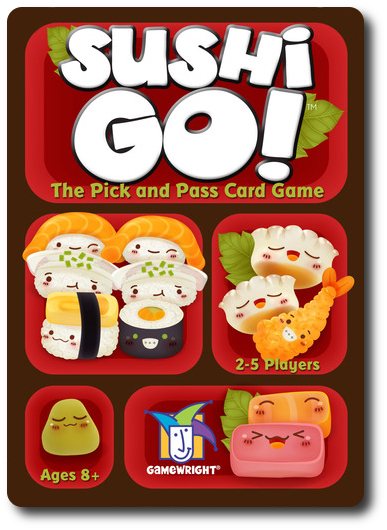 SUSHi
GO!™
The Pick and Pass Card Game
2-5 Players
Ages 8+
GAMEWRIGHT®